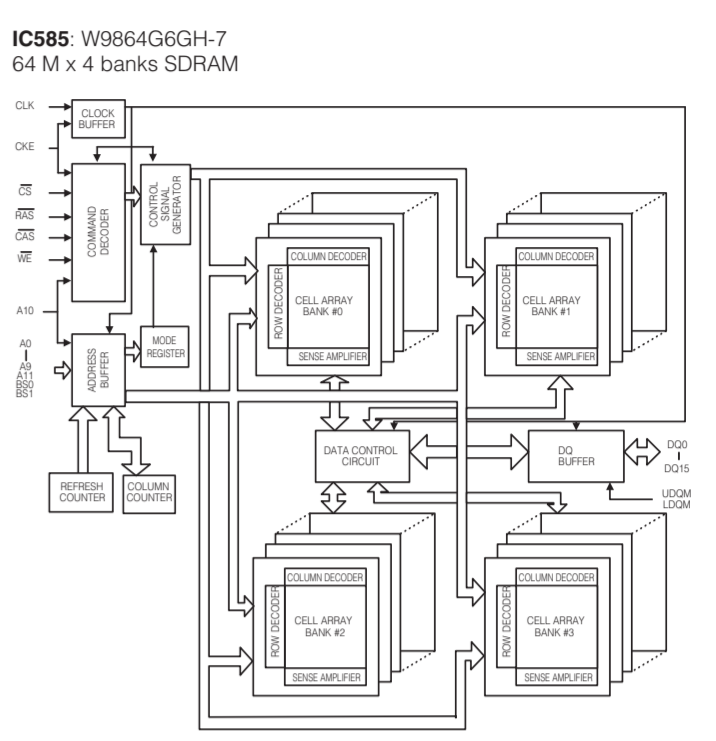 IC585: W9864G6GH-7
64 M x 4 banks SDRAM
CLK
CKE
CS
RAS
CAS
WE
A10
A0
A9
A11
BS0
BS1
CLOCK
BUFFER
COMMAND
DECODER
CONTROL
SIGNAL
GENERATOR
MODE
REGISTER
ADDRESS
BUFFER
REFRESH
COUNTER
COLUMN
COUNTER
COLUMN DECODER
ROW DECODER
CELL ARRAY
BANK #0
SENSE AMPLIFIER
COLUMN DECODER
ROW DECODER
CELL ARRAY
BANK #1
SENSE AMPLIFIER
DATA CONTROL
CIRCUIT
DQ
BUFFER
DQ0
DQ15
UDQM
LDQM
COLUMN DECODER
ROW DECODER
CELL ARRAY
BANK #2
SENSE AMPLIFIER
COLUMN DECODER
ROW DECODER
CELL ARRAY
BANK #3
SENSE AMPLIFIER